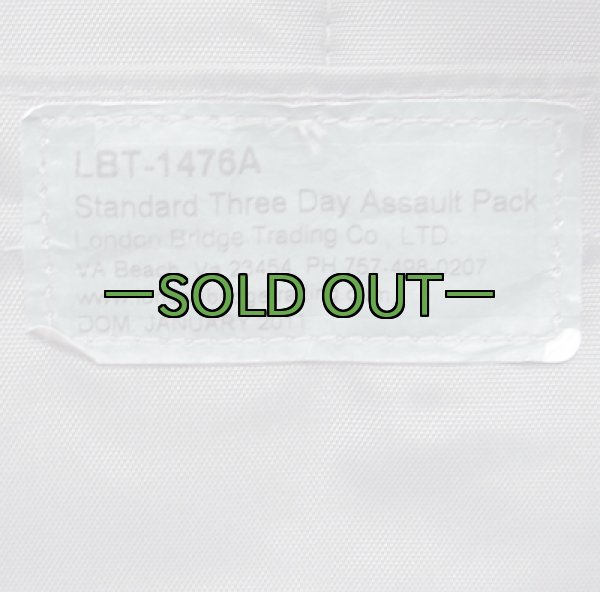 LBT-1476A
Standard Three Day Assault Pack
London Bridge Trading Co., LTD.
VA Beach, Va 23454 PH 757-498-0207
—SOLD OUT—
DOM: JANUARY 2011